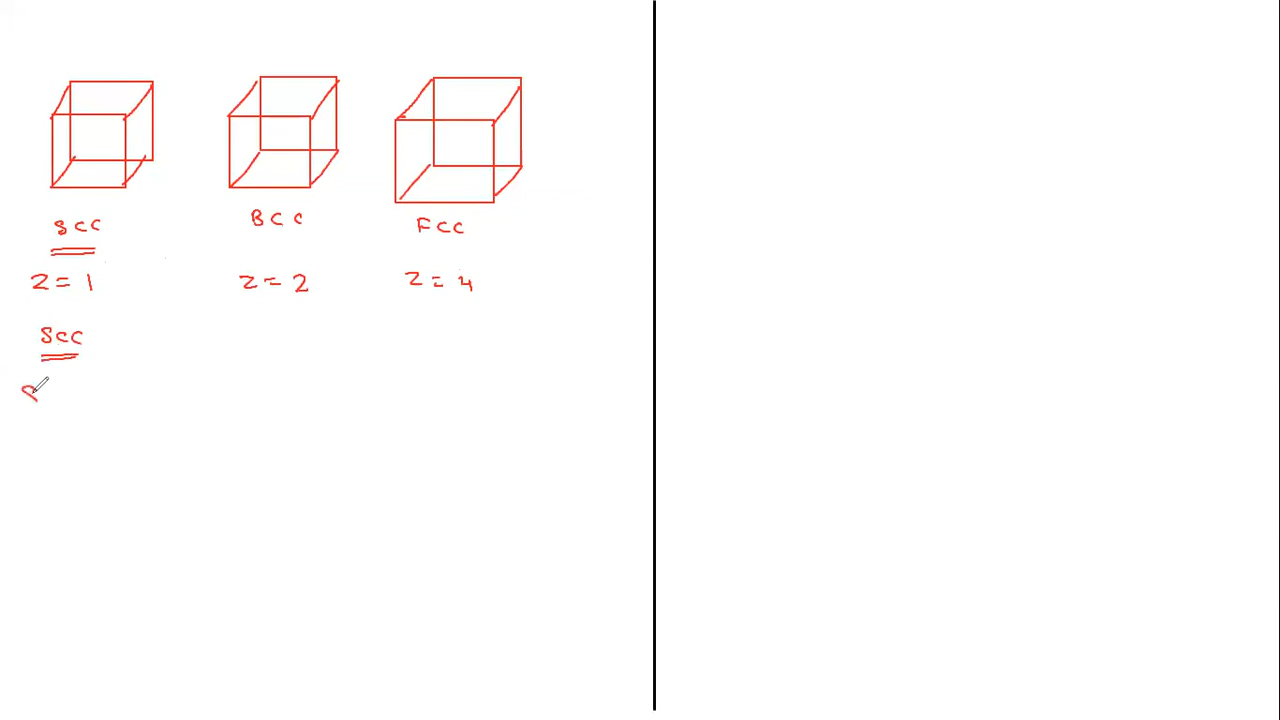 SCC BCC FCC
Z = 1 Z = 2 Z = 4
SCC